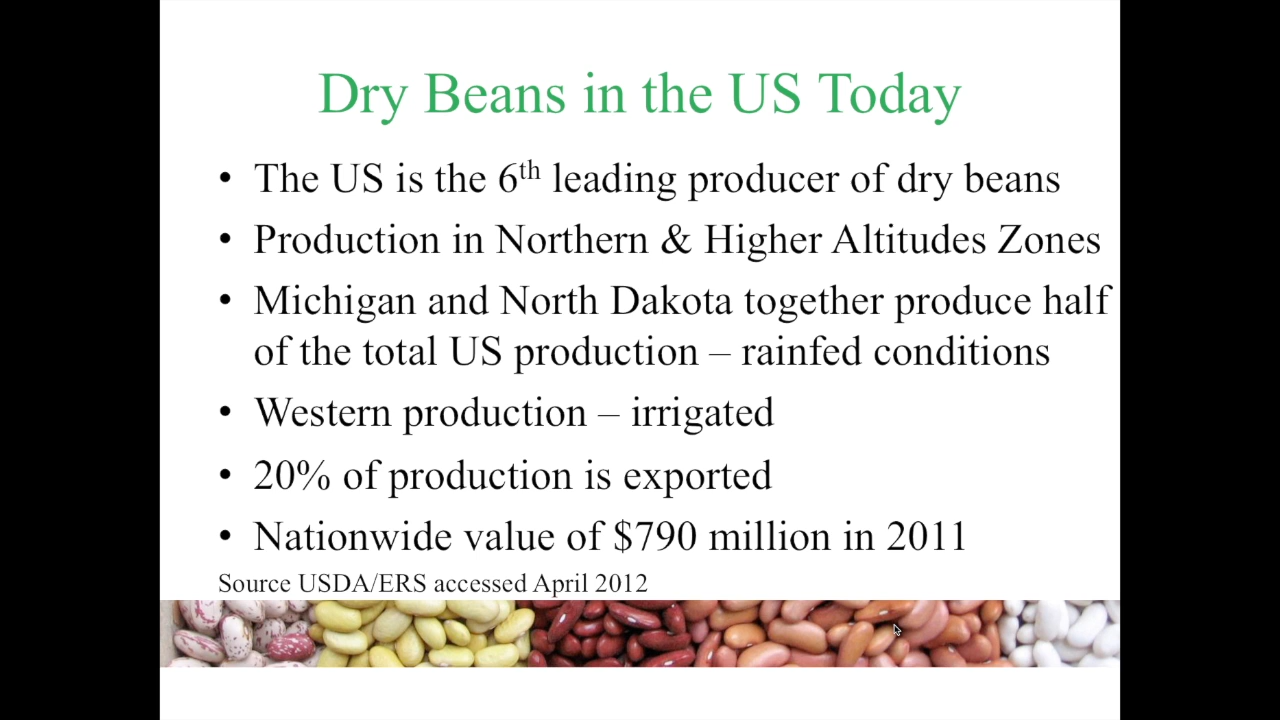 Dry Beans in the US Today
• The US is the 6th leading producer of dry beans
• Production in Northern & Higher Altitudes Zones
• Michigan and North Dakota together produce half
of the total US production – rainfed conditions
• Western production – irrigated
• 20% of production is exported
• Nationwide value of $790 million in 2011
Source USDA/ERS accessed April 2012